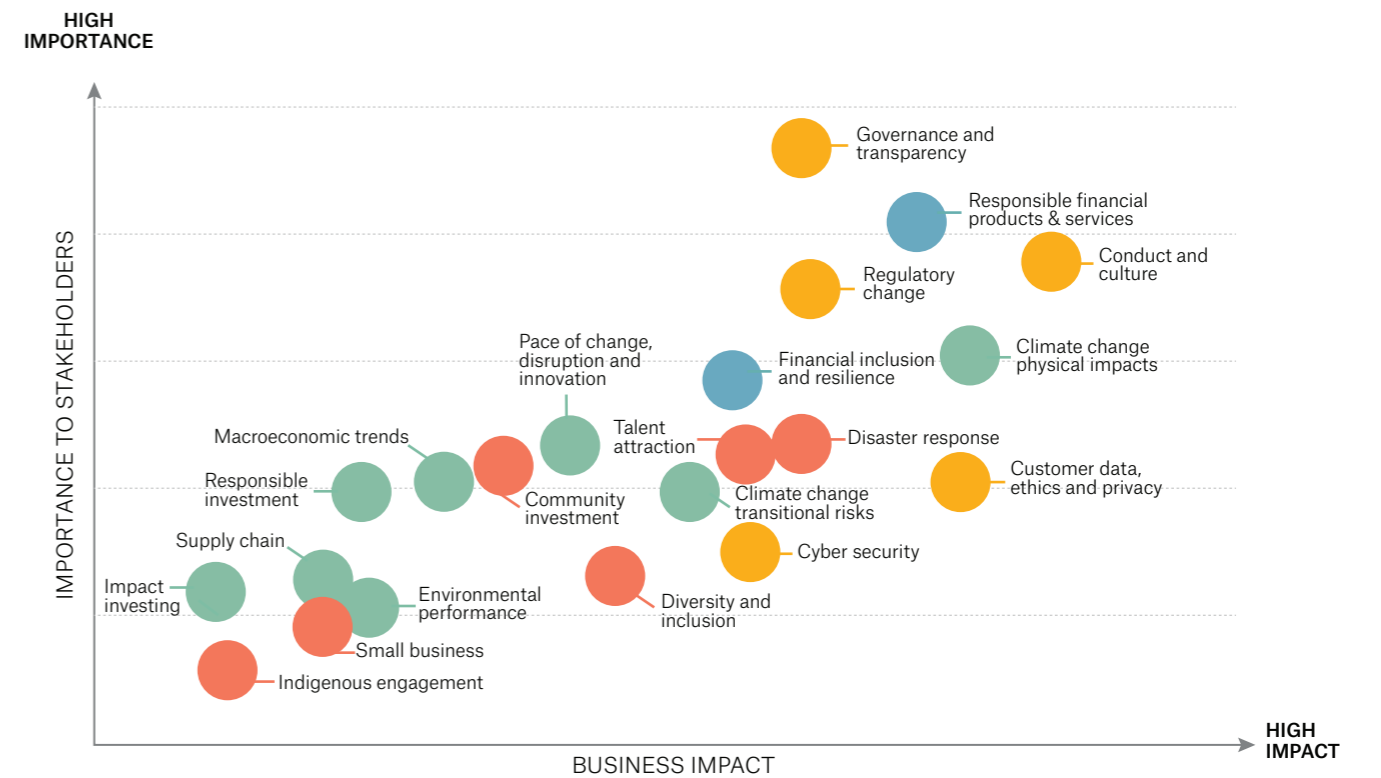 HIGH
IMPORTANCE
Governance and
transparency
Responsible financial
products & services
Conduct and
culture
Regulatory
change
Pace of change,
disruption and
innovation
Climate change
physical impacts
Financial inclusion
and resilience
Talent
attraction
Disaster response
Macroeconomic trends
Customer data,
ethics and privacy
Responsible
investment
Community
investment
Climate change
transitional risks
Supply chain
Cyber security
Impact
investing
Environmental
performance
Diversity and
inclusion
Small business
Indigenous engagement
IMPORTANCE TO STAKEHOLDERS
HIGH
IMPACT
BUSINESS IMPACT